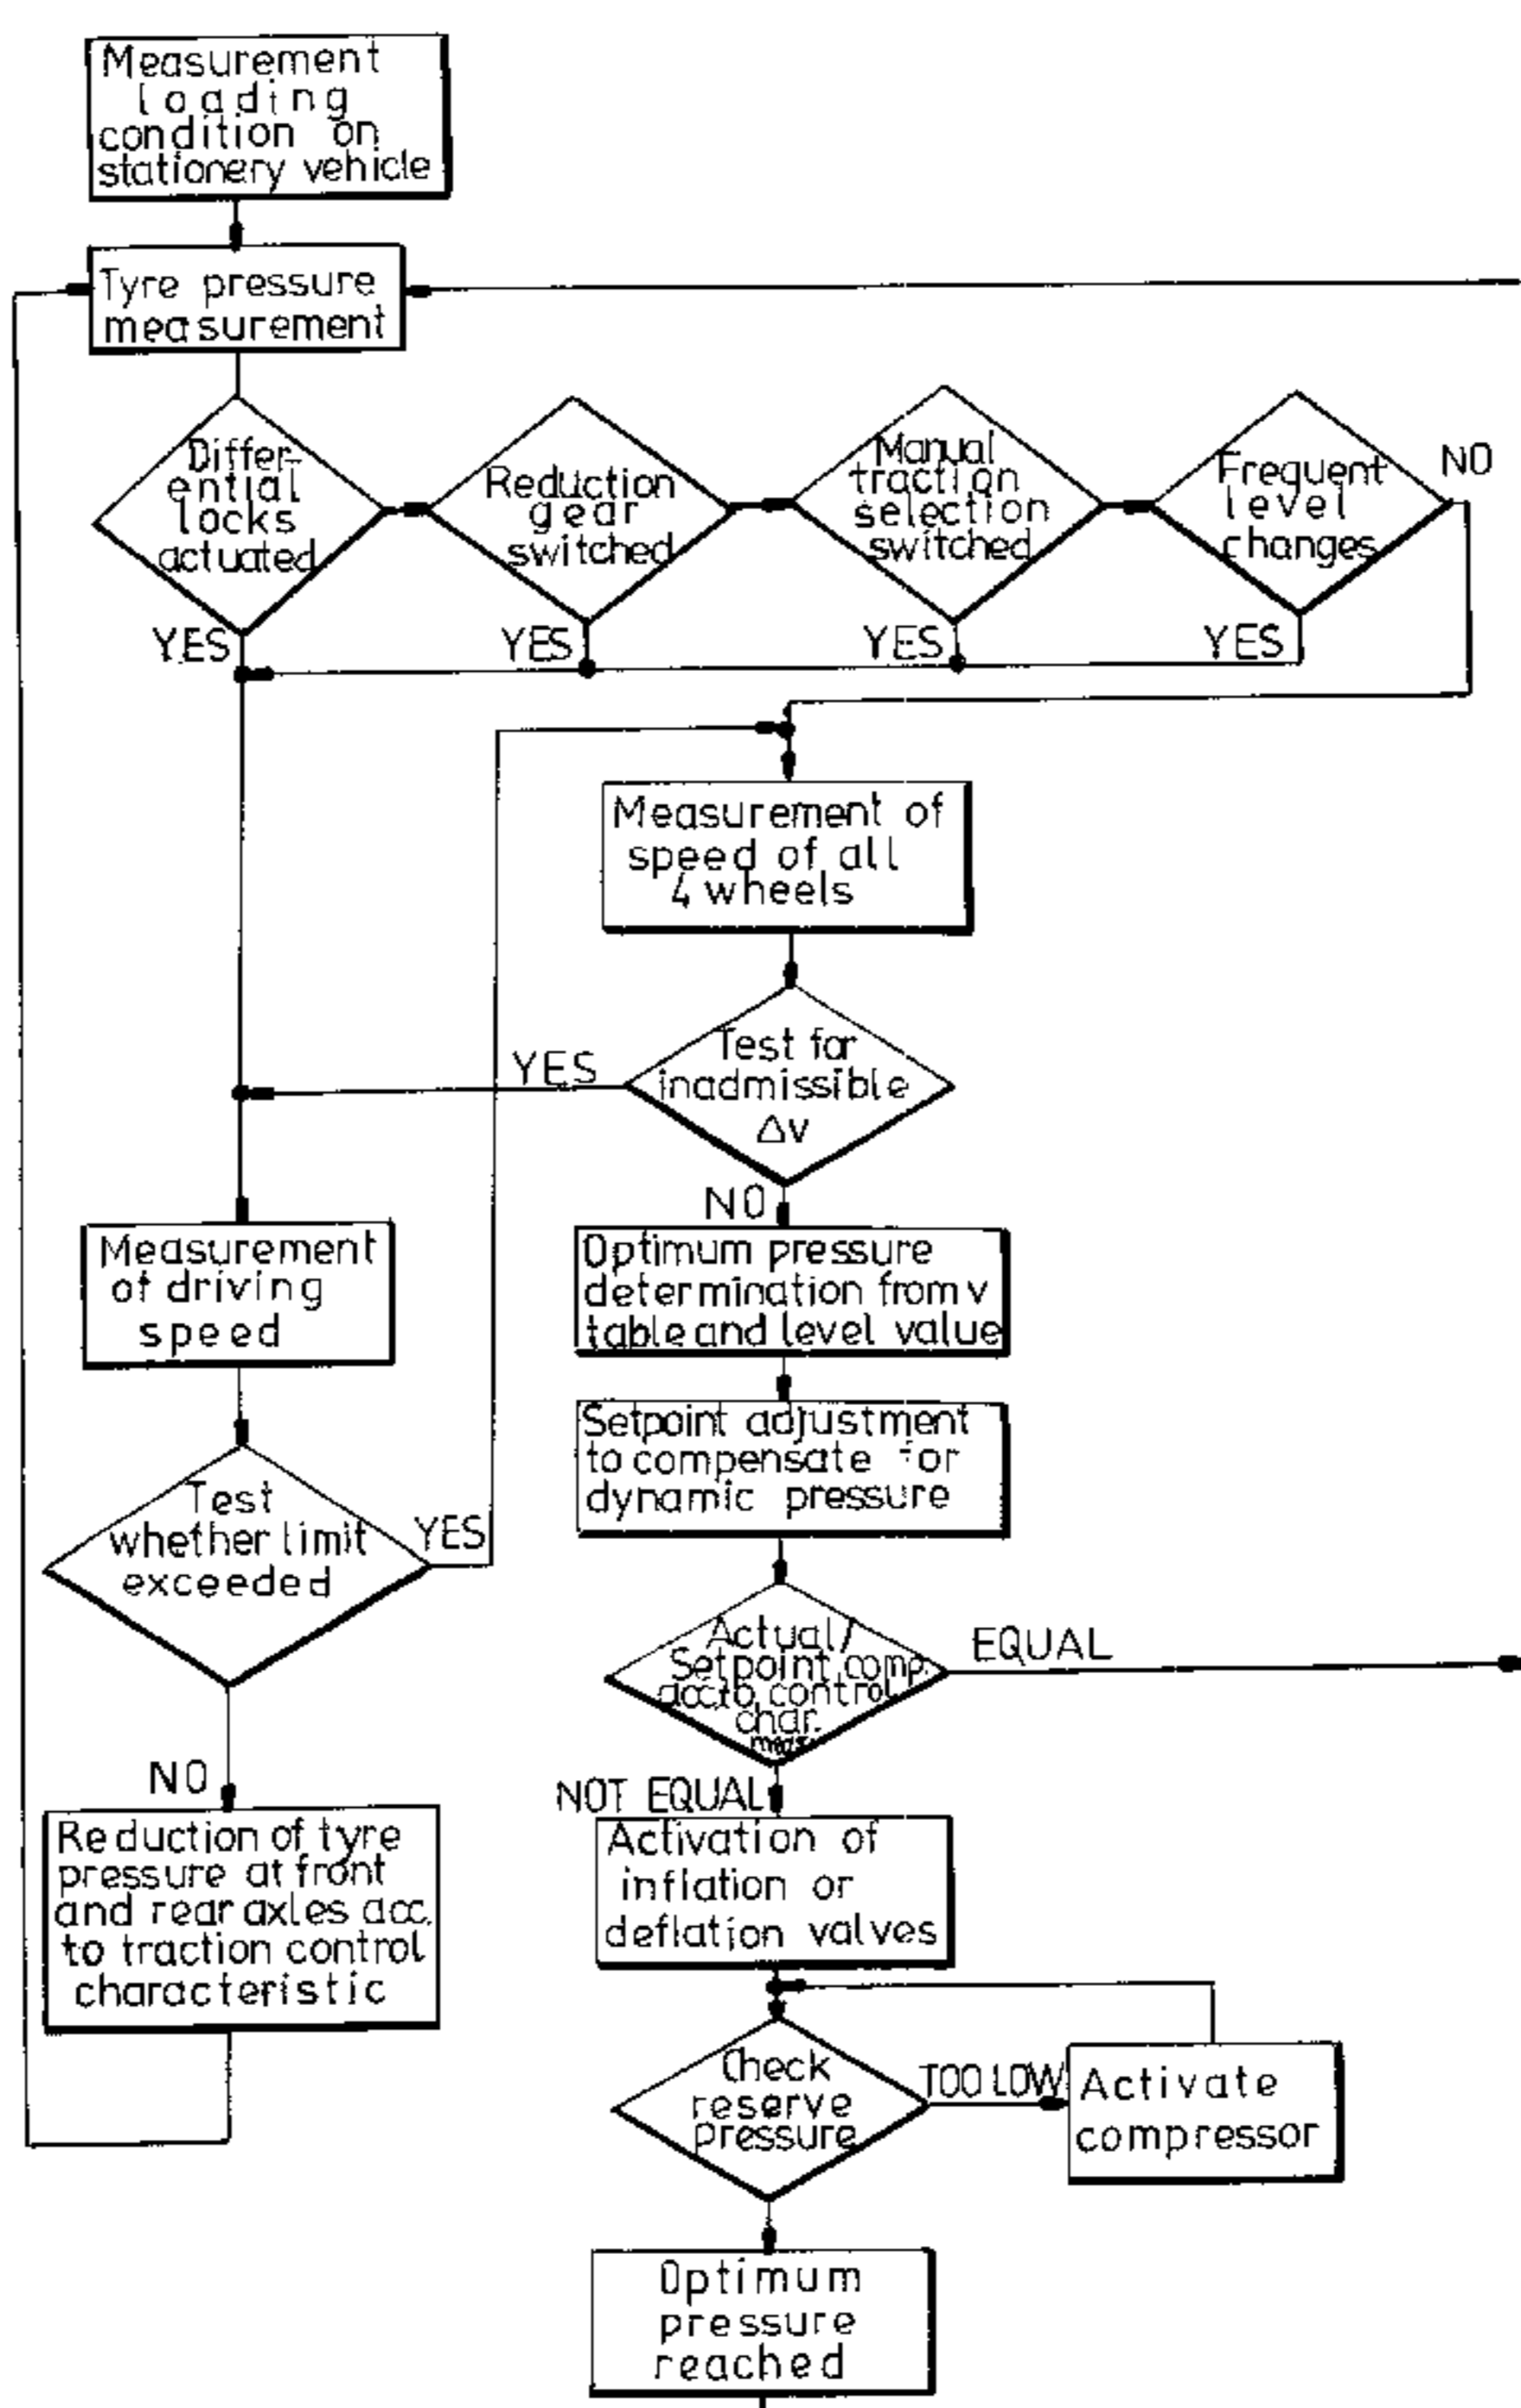 Measurement
loading
condition on
stationery vehicle
Tyre pressure
measurement
Differ-
ential
locks
actuated
YES
Reduction
gear
switched
YES
Manual
traction
selection
switched
YES
Frequent
level
changes
YES
NO
Measurement of
speed of all
4 wheels
Test for
inadmissible
Δv
YES
NO
Measurement
of driving
speed
Optimum pressure
determination from v
table and level value
Setpoint adjustment
to compensate for
dynamic pressure
Test
whether limit
exceeded
YES
NO
Actual/
Setpoint comp.
acc.to control
char.
EQUAL
NOT EQUAL
Reduction of tyre
pressure at front
and rear axles acc.
to traction control
characteristic
Activation of
inflation or
deflation valves
Check
reserve
pressure
TOO LOW
Activate
compressor
Optimum
pressure
reached